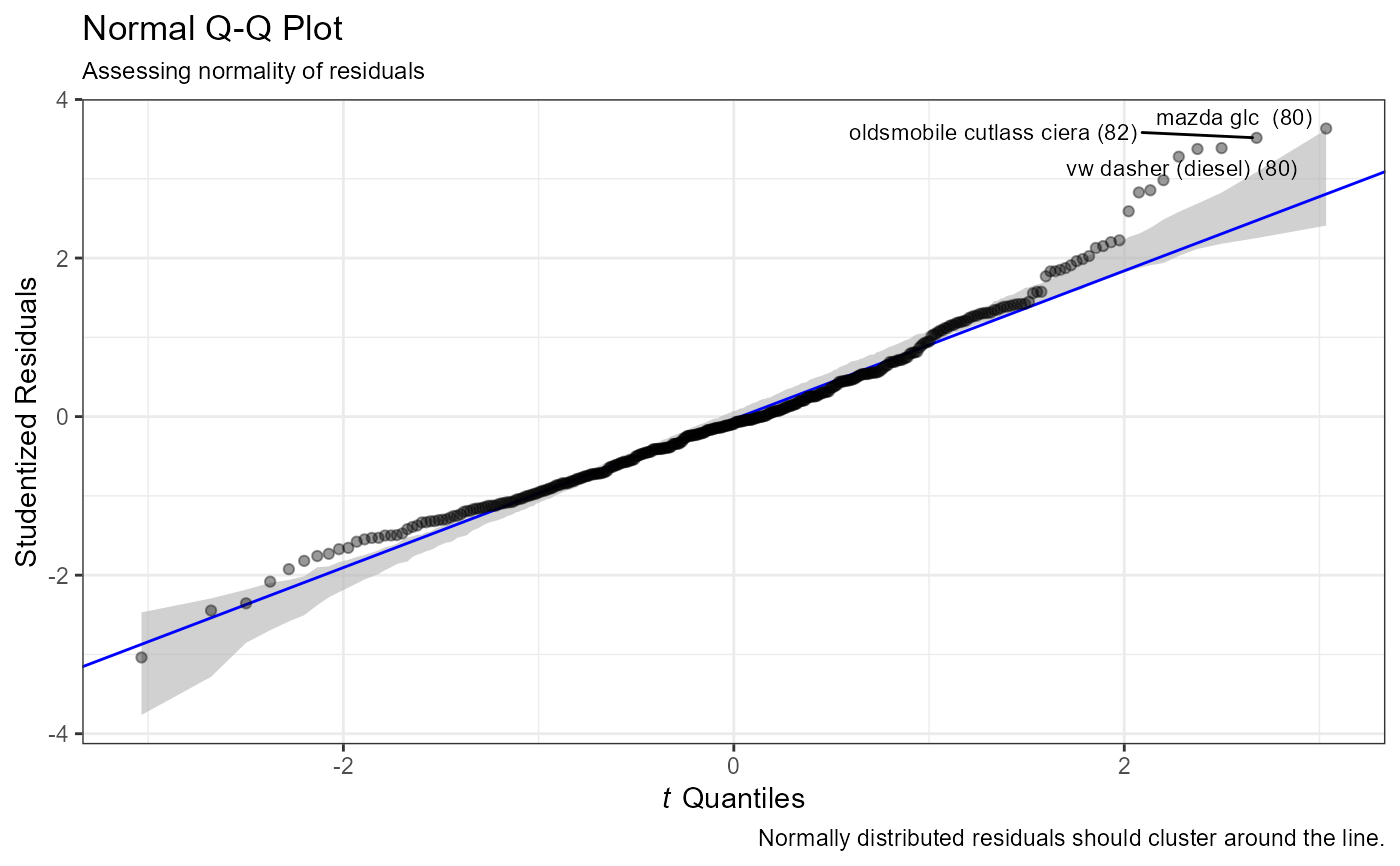 Normal Q-Q Plot
Assessing normality of residuals
4
mazda glc  (80)
oldsmobile cutlass ciera (82)
vw dasher (diesel) (80)
2
Studentized Residuals
0
-2
-4
-2
0
2
t Quantiles
Normally distributed residuals should cluster around the line.